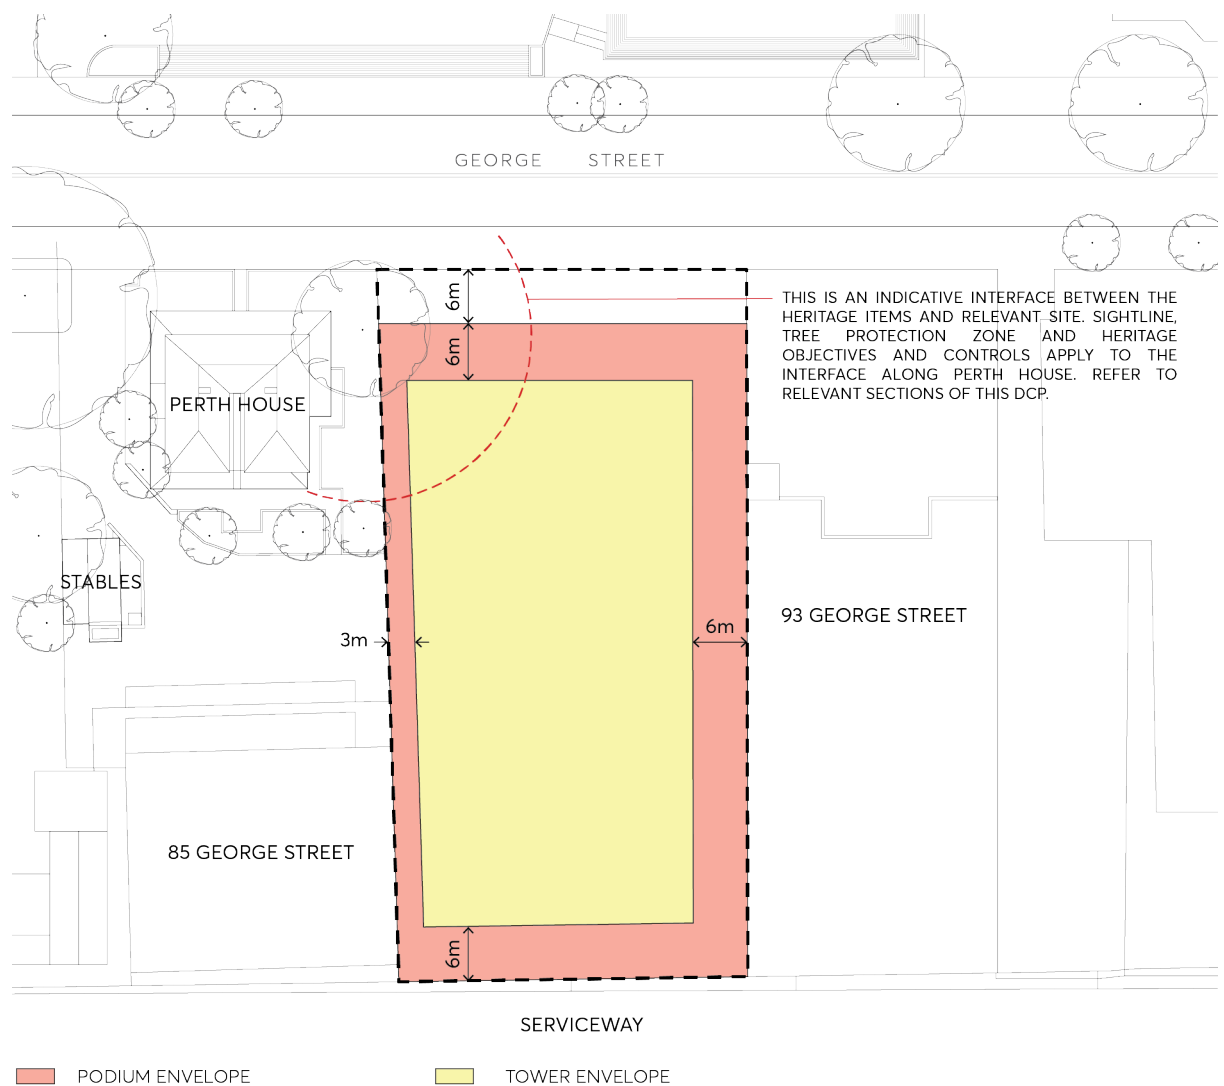 GEORGE STREET
6m
THIS IS AN INDICATIVE INTERFACE BETWEEN THE
HERITAGE ITEMS AND RELEVANT SITE. SIGHTLINE,
TREE PROTECTION ZONE AND HERITAGE
OBJECTIVES AND CONTROLS APPLY TO THE
INTERFACE ALONG PERTH HOUSE. REFER TO
RELEVANT SECTIONS OF THIS DCP.
6m
PERTH HOUSE
STABLES
93 GEORGE STREET
3m
6m
85 GEORGE STREET
6m
SERVICEWAY
PODIUM ENVELOPE
TOWER ENVELOPE